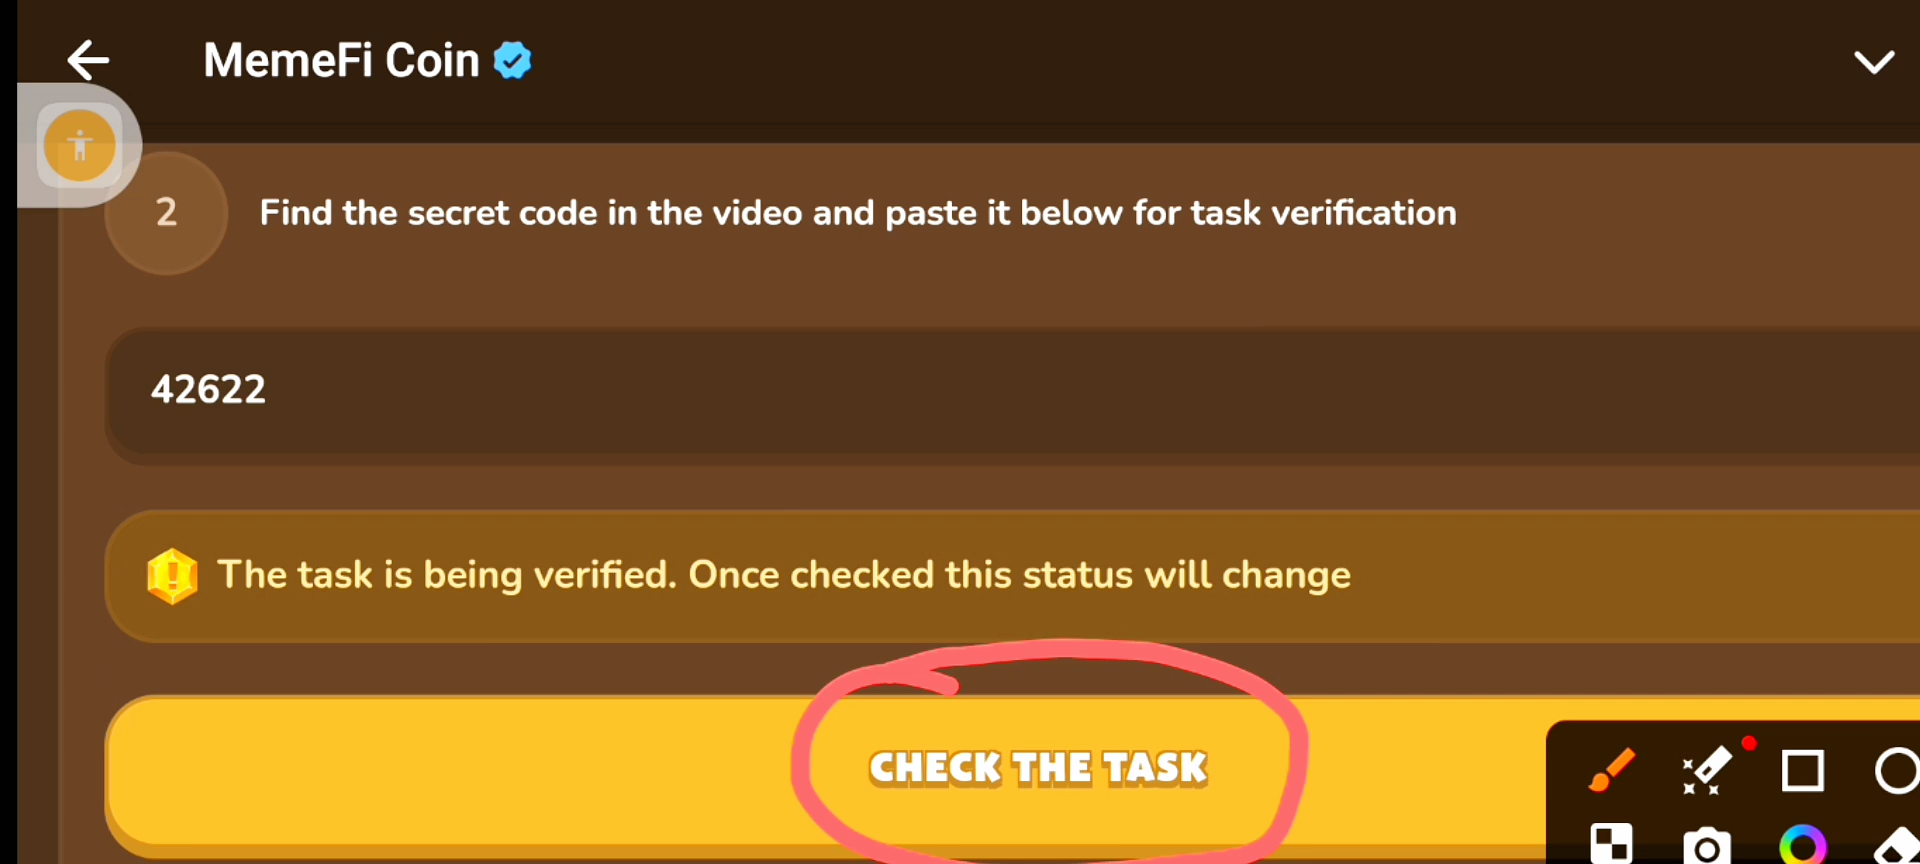 MemeFi Coin
2
Find the secret code in the video and paste it below for task verification
42622
The task is being verified. Once checked this status will change
CHECK THE TASK